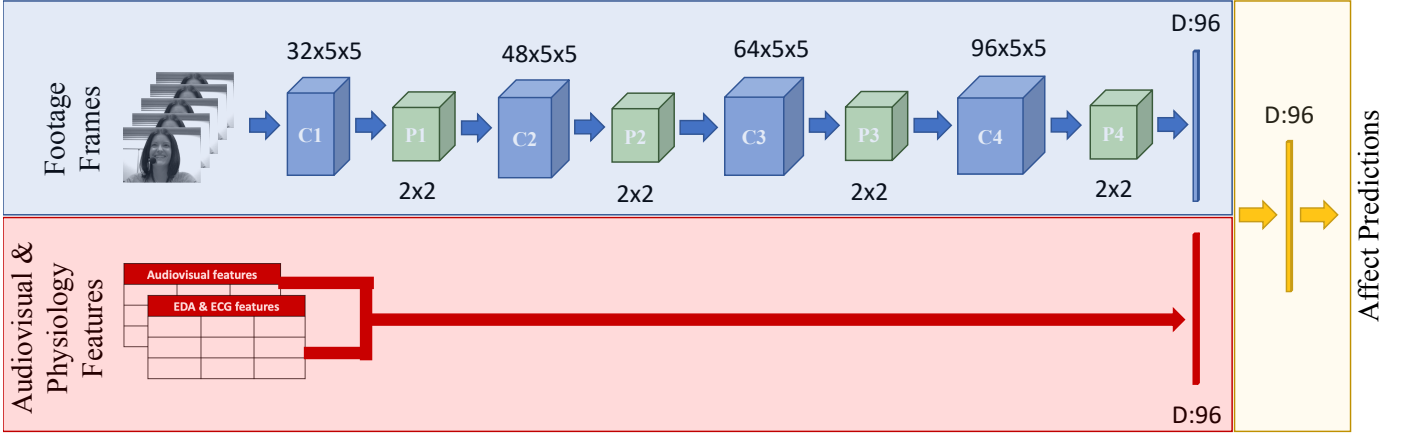 Footage
Frames
32x5x5
48x5x5
64x5x5
96x5x5
D:96
C1
P1
C2
P2
C3
P3
C4
P4
2x2
2x2
2x2
2x2
Audiovisual &
Physiology
Features
Audiovisual features
EDA & ECG features
D:96
D:96
Affect Predictions